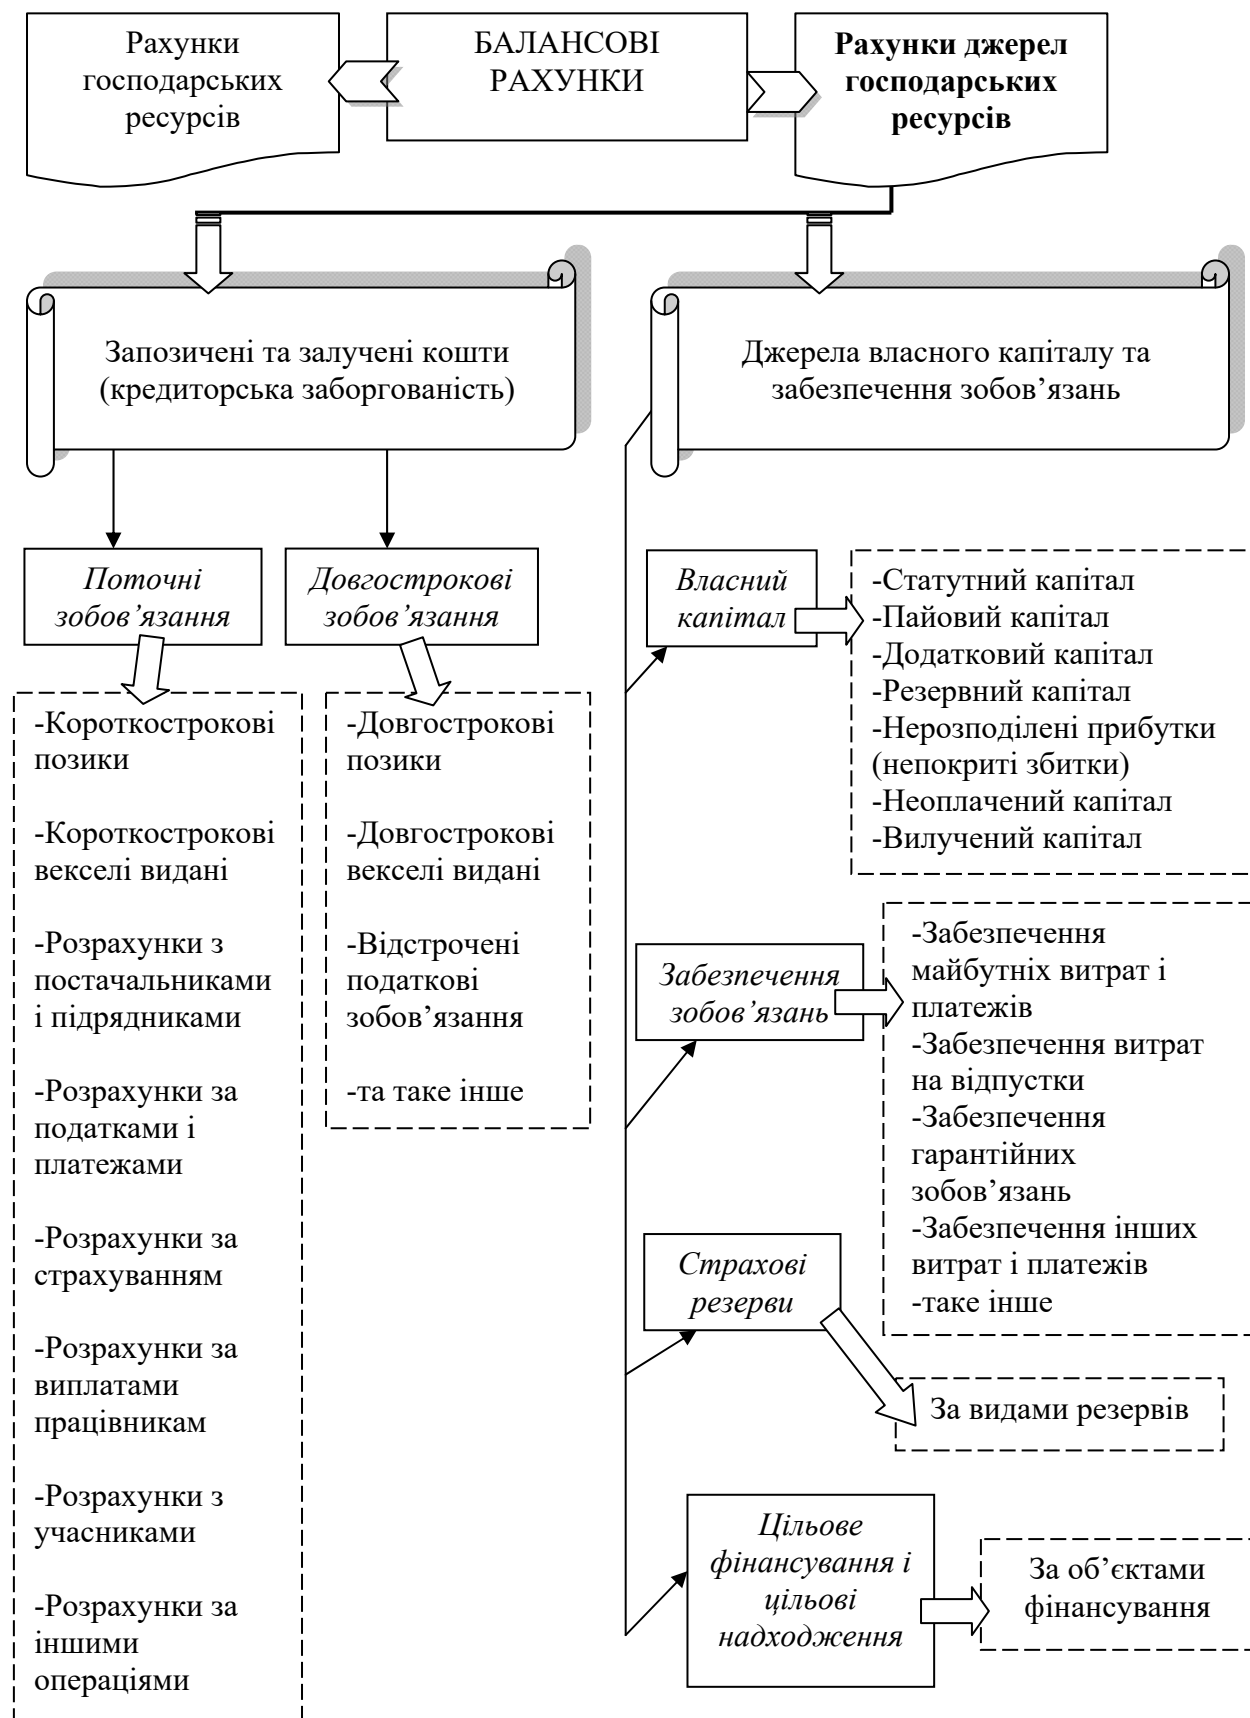 Рахунки
господарських
ресурсів
БАЛАНСОВІ
РАХУНКИ
Рахунки джерел
господарських
ресурсів
Запозичені та залучені кошти
(кредиторська заборгованість)
Джерела власного капіталу та
забезпечення зобов’язань
Поточні
зобов’язання
Довгострокові
зобов’язання
-Короткострокові
позики
-Короткострокові
векселі видані
-Розрахунки з
постачальниками
і підрядниками
-Розрахунки за
податками і
платежами
-Розрахунки за
страхуванням
-Розрахунки за
виплатами
працівникам
-Розрахунки з
учасниками
-Розрахунки за
іншими
операціями
-Довгострокові
позики
-Довгострокові
векселі видані
-Відстрочені
податкові
зобов’язання
-та таке інше
Власний
капітал
-Статутний капітал
-Пайовий капітал
-Додатковий капітал
-Резервний капітал
-Нерозподілені прибутки
(непокриті збитки)
-Неоплачений капітал
-Вилучений капітал
Забезпечення
зобов’язань
-Забезпечення
майбутніх витрат і
платежів
-Забезпечення витрат
на відпустки
-Забезпечення
гарантійних
зобов’язань
-Забезпечення інших
витрат і платежів
-таке інше
Страхові
резерви
За видами резервів
Цільове
фінансування і
цільові
надходження
За об’єктами
фінансування